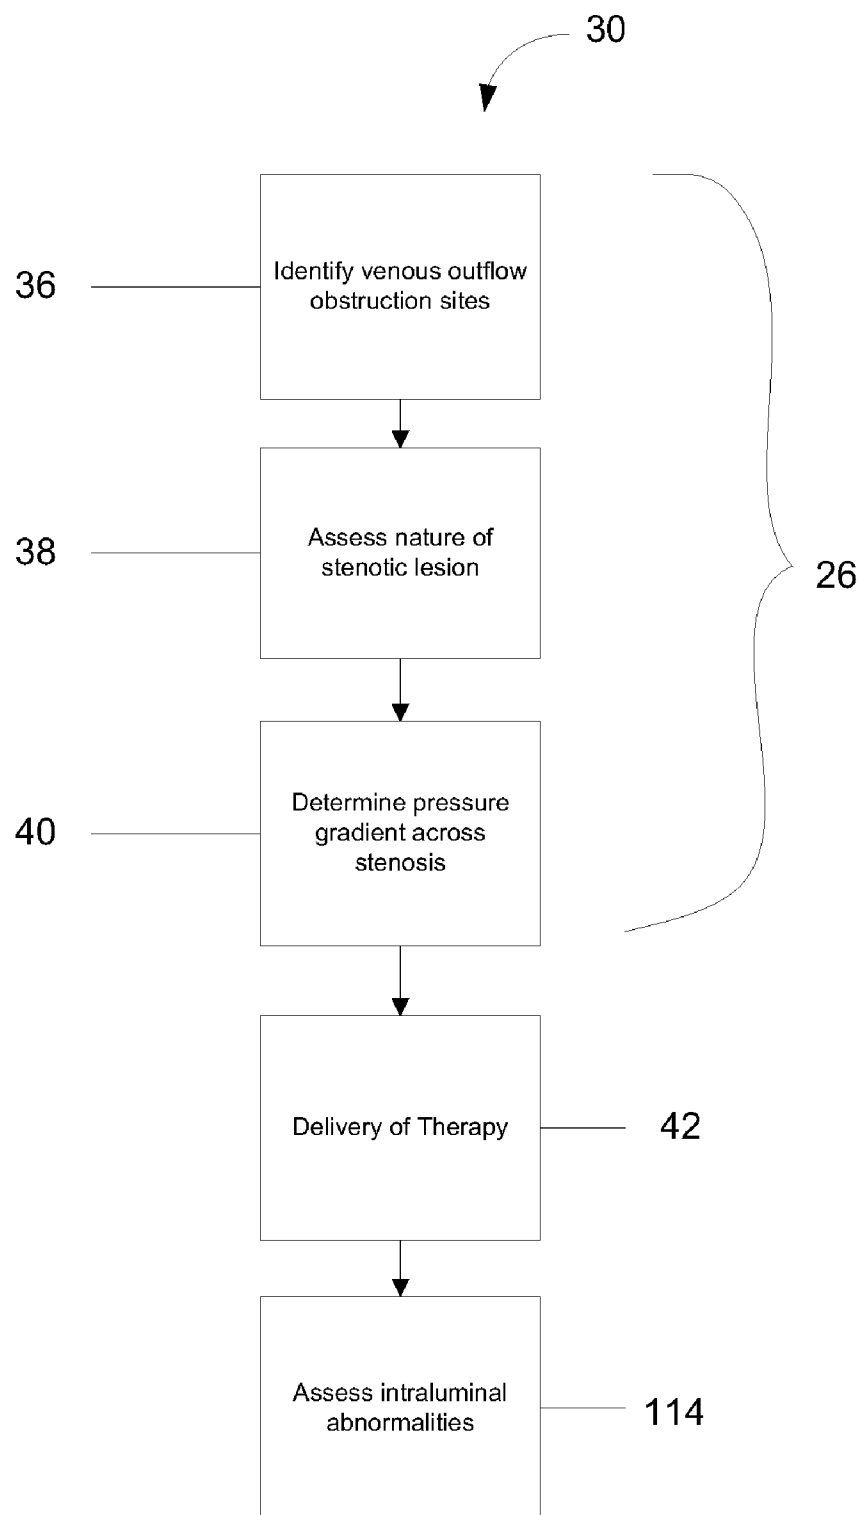 30
36
Identify venous outflow
obstruction sites
38
Assess nature of
stenotic lesion
26
40
Determine pressure
gradient across
stenosis
Delivery of Therapy
42
Assess intraluminal
abnormalities
114